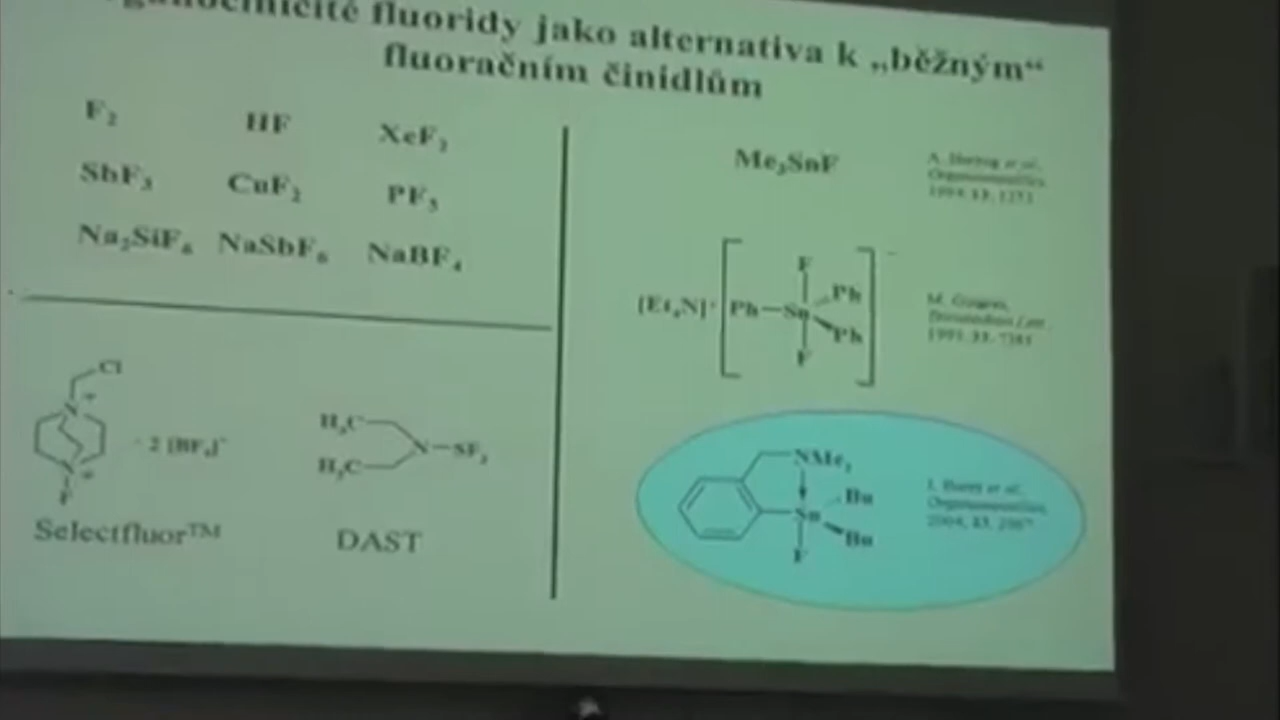 fluoridy jako alternativa k „běžným“
fluoračním činidlům
F₂ HF XeF₂
SbF₃ CuF₂ PF₅
Na₂SiF₆ NaSbF₆ NaBF₄
Cl
N⁺
N⁺
F
· 2 [BF₄]⁻
Selectfluor™
H₃C
H₃C
N—SF₃
DAST
Me₃SnF
[Et₄N]⁺
F
Ph—Sn
Ph
Ph
F
NMe₂
Bu
Sn
Bu
F